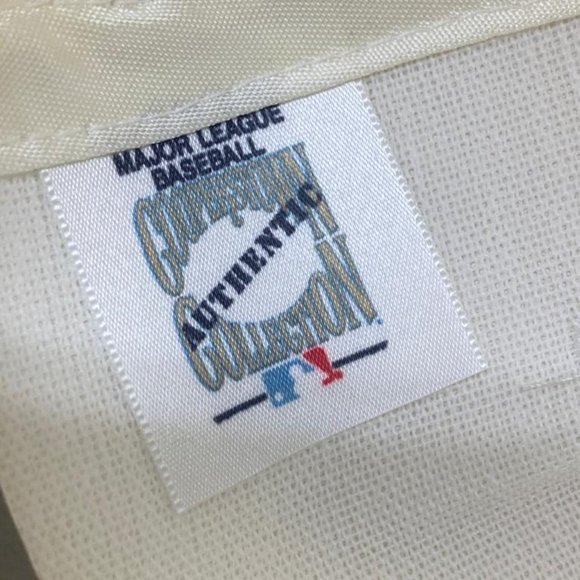 MAJOR LEAGUE
BASEBALL
COOPERSTOWN
AUTHENTIC
COLLECTION